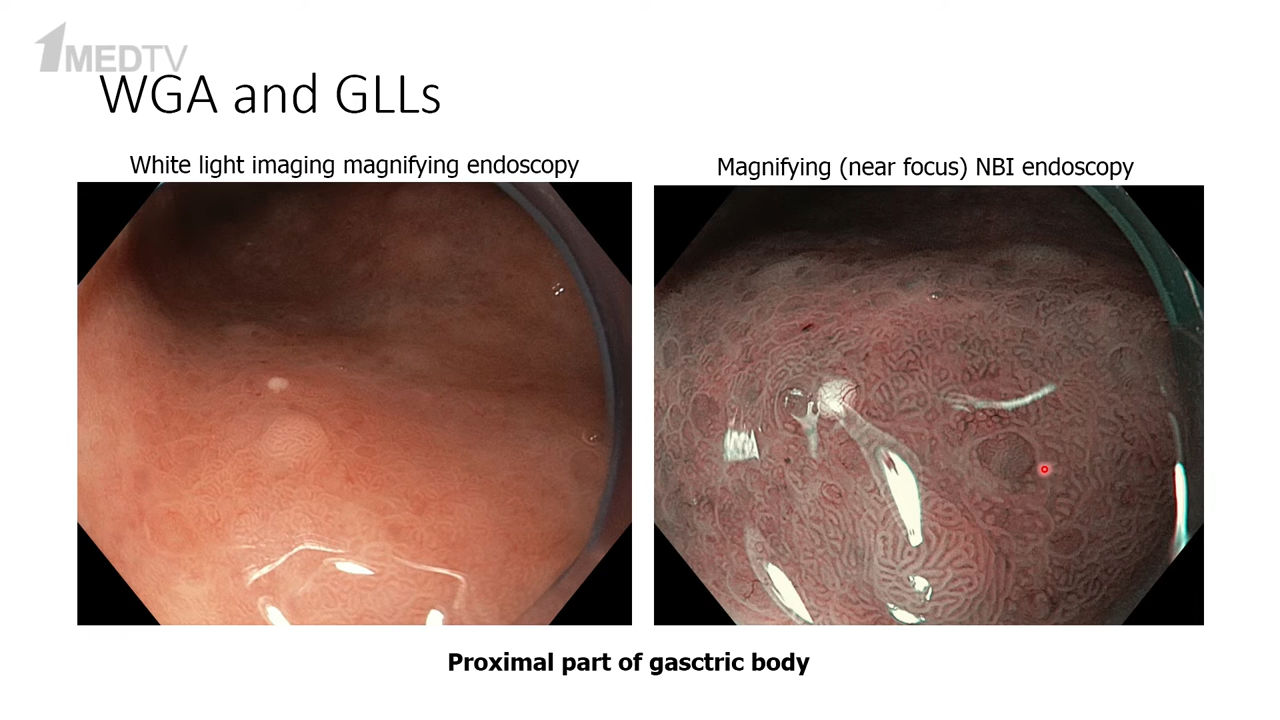 1MEDTV
WGA and GLLs
White light imaging magnifying endoscopy
Magnifying (near focus) NBI endoscopy
Proximal part of gasctric body